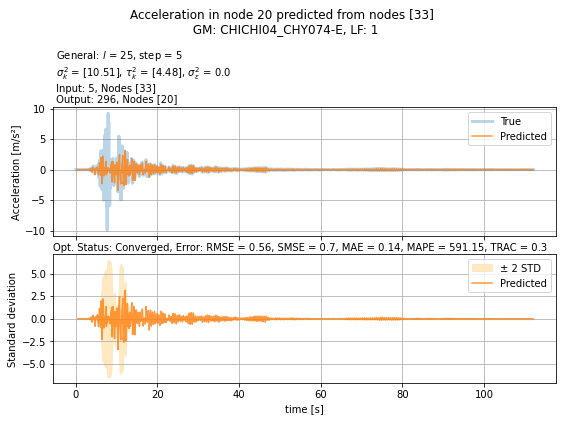 Acceleration in node 20 predicted from nodes [33]
GM: CHICHI04_CHY074-E, LF: 1
General: l = 25, step = 5
σ²ₖ = [10.51], τ²ₖ = [4.48], σ²ε = 0.0
Input: 5, Nodes [33]
Output: 296, Nodes [20]
Acceleration [m/s²]
10
5
0
−5
−10
True
Predicted
Opt. Status: Converged, Error: RMSE = 0.56, SMSE = 0.7, MAE = 0.14, MAPE = 591.15, TRAC = 0.3
Standard deviation
5.0
2.5
0.0
−2.5
−5.0
± 2 STD
Predicted
0 20 40 60 80 100
time [s]